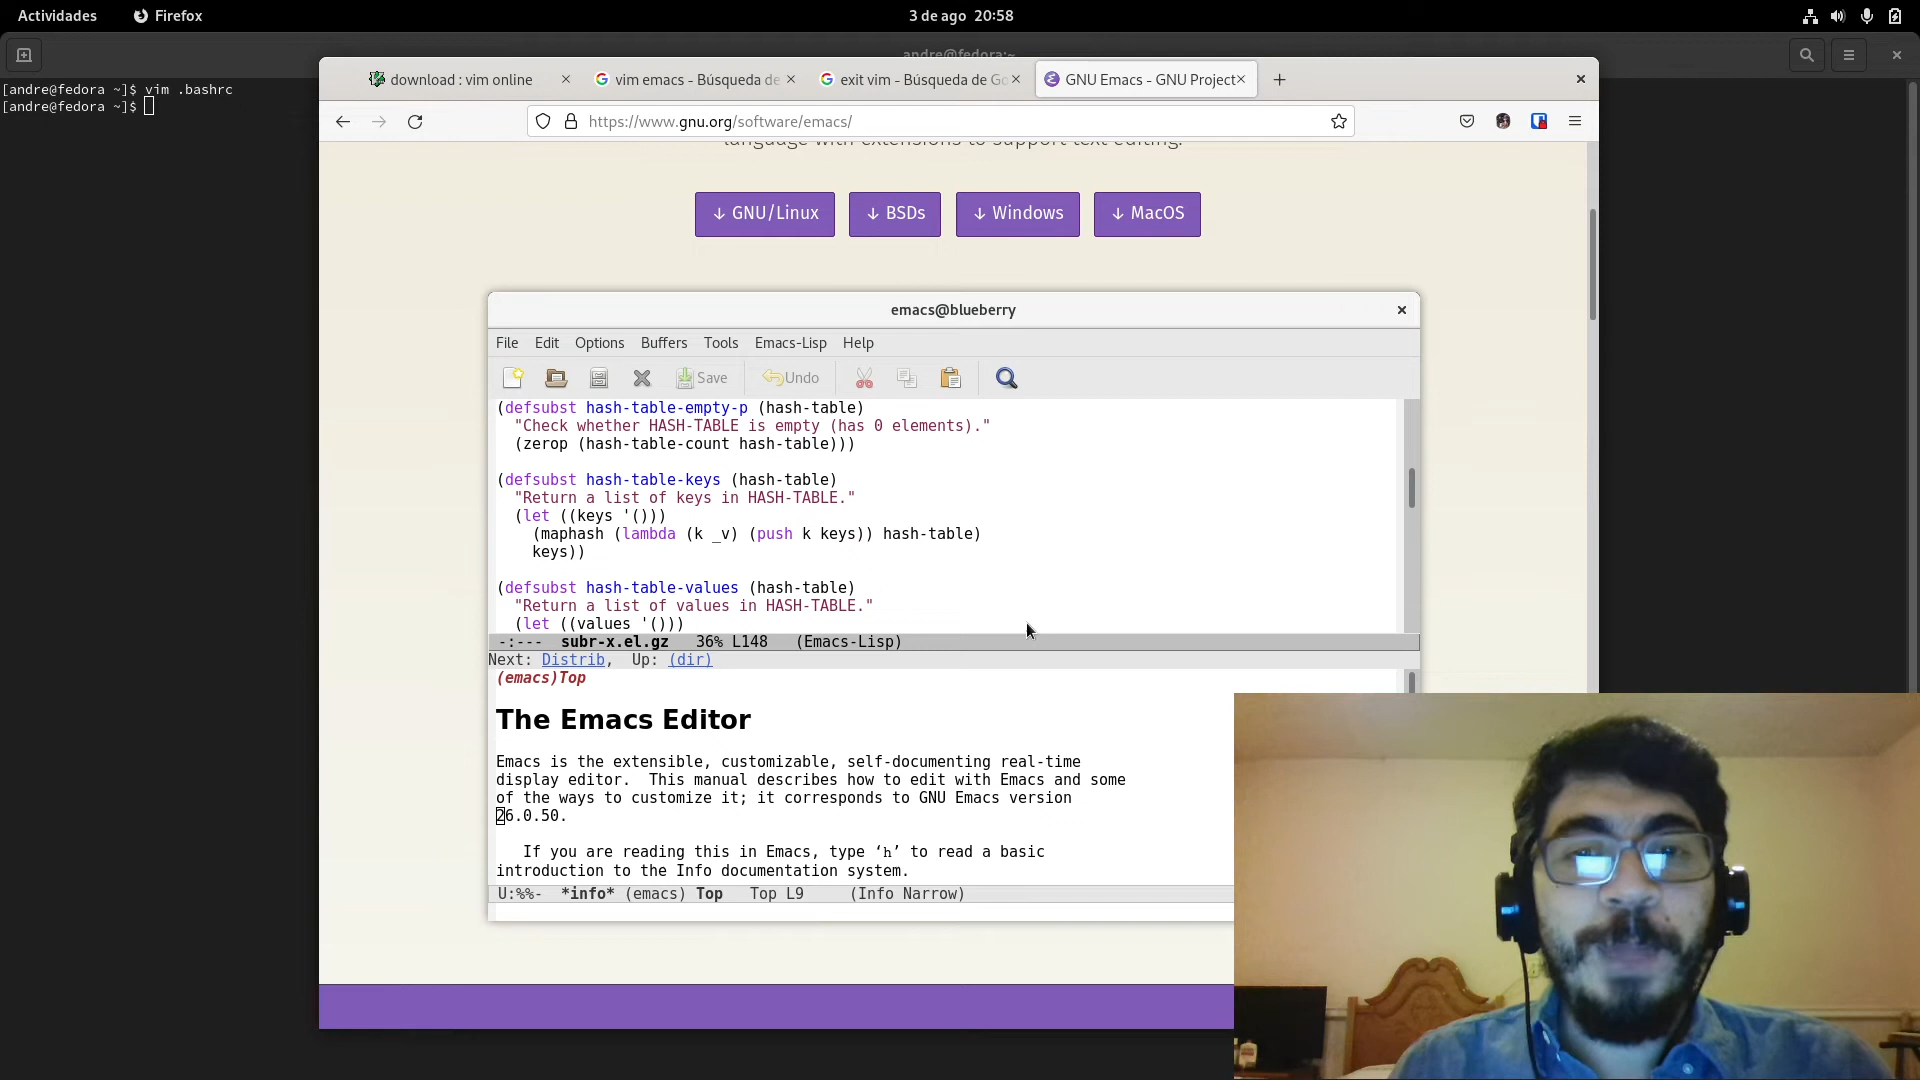 Actividades
Firefox
3 de ago 20:58
andre@fedora:~
[andre@fedora ~]$ vim .bashrc
[andre@fedora ~]$
download : vim online
vim emacs - Búsqueda de
exit vim - Búsqueda de Go
GNU Emacs - GNU Project
https://www.gnu.org/software/emacs/
language with extensions to support text editing.
↓ GNU/Linux
↓ BSDs
↓ Windows
↓ MacOS
emacs@blueberry
File Edit Options Buffers Tools Emacs-Lisp Help
Save
Undo
(defsubst hash-table-empty-p (hash-table)
"Check whether HASH-TABLE is empty (has 0 elements)."
(zerop (hash-table-count hash-table)))
(defsubst hash-table-keys (hash-table)
"Return a list of keys in HASH-TABLE."
(let ((keys '()))
(maphash (lambda (k _v) (push k keys)) hash-table)
keys))
(defsubst hash-table-values (hash-table)
"Return a list of values in HASH-TABLE."
(let ((values '()))
-:--- subr-x.el.gz 36% L148 (Emacs-Lisp)
Next: Distrib, Up: (dir)
(emacs)Top
The Emacs Editor
Emacs is the extensible, customizable, self-documenting real-time
display editor. This manual describes how to edit with Emacs and some
of the ways to customize it; it corresponds to GNU Emacs version
26.0.50.
If you are reading this in Emacs, type ‘h’ to read a basic
introduction to the Info documentation system.
U:%%- *info* (emacs) Top Top L9 (Info Narrow)